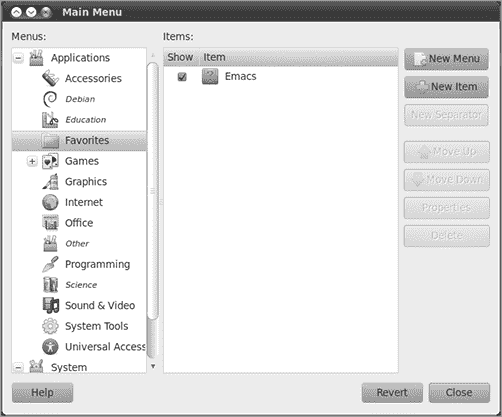 Main Menu
Menus:
Items:
Applications
Accessories
Debian
Education
Favorites
Games
Graphics
Internet
Office
Other
Programming
Science
Sound & Video
System Tools
Universal Access
System
Show Item
Emacs
New Menu
New Item
New Separator
Move Up
Move Down
Properties
Delete
Help
Revert
Close